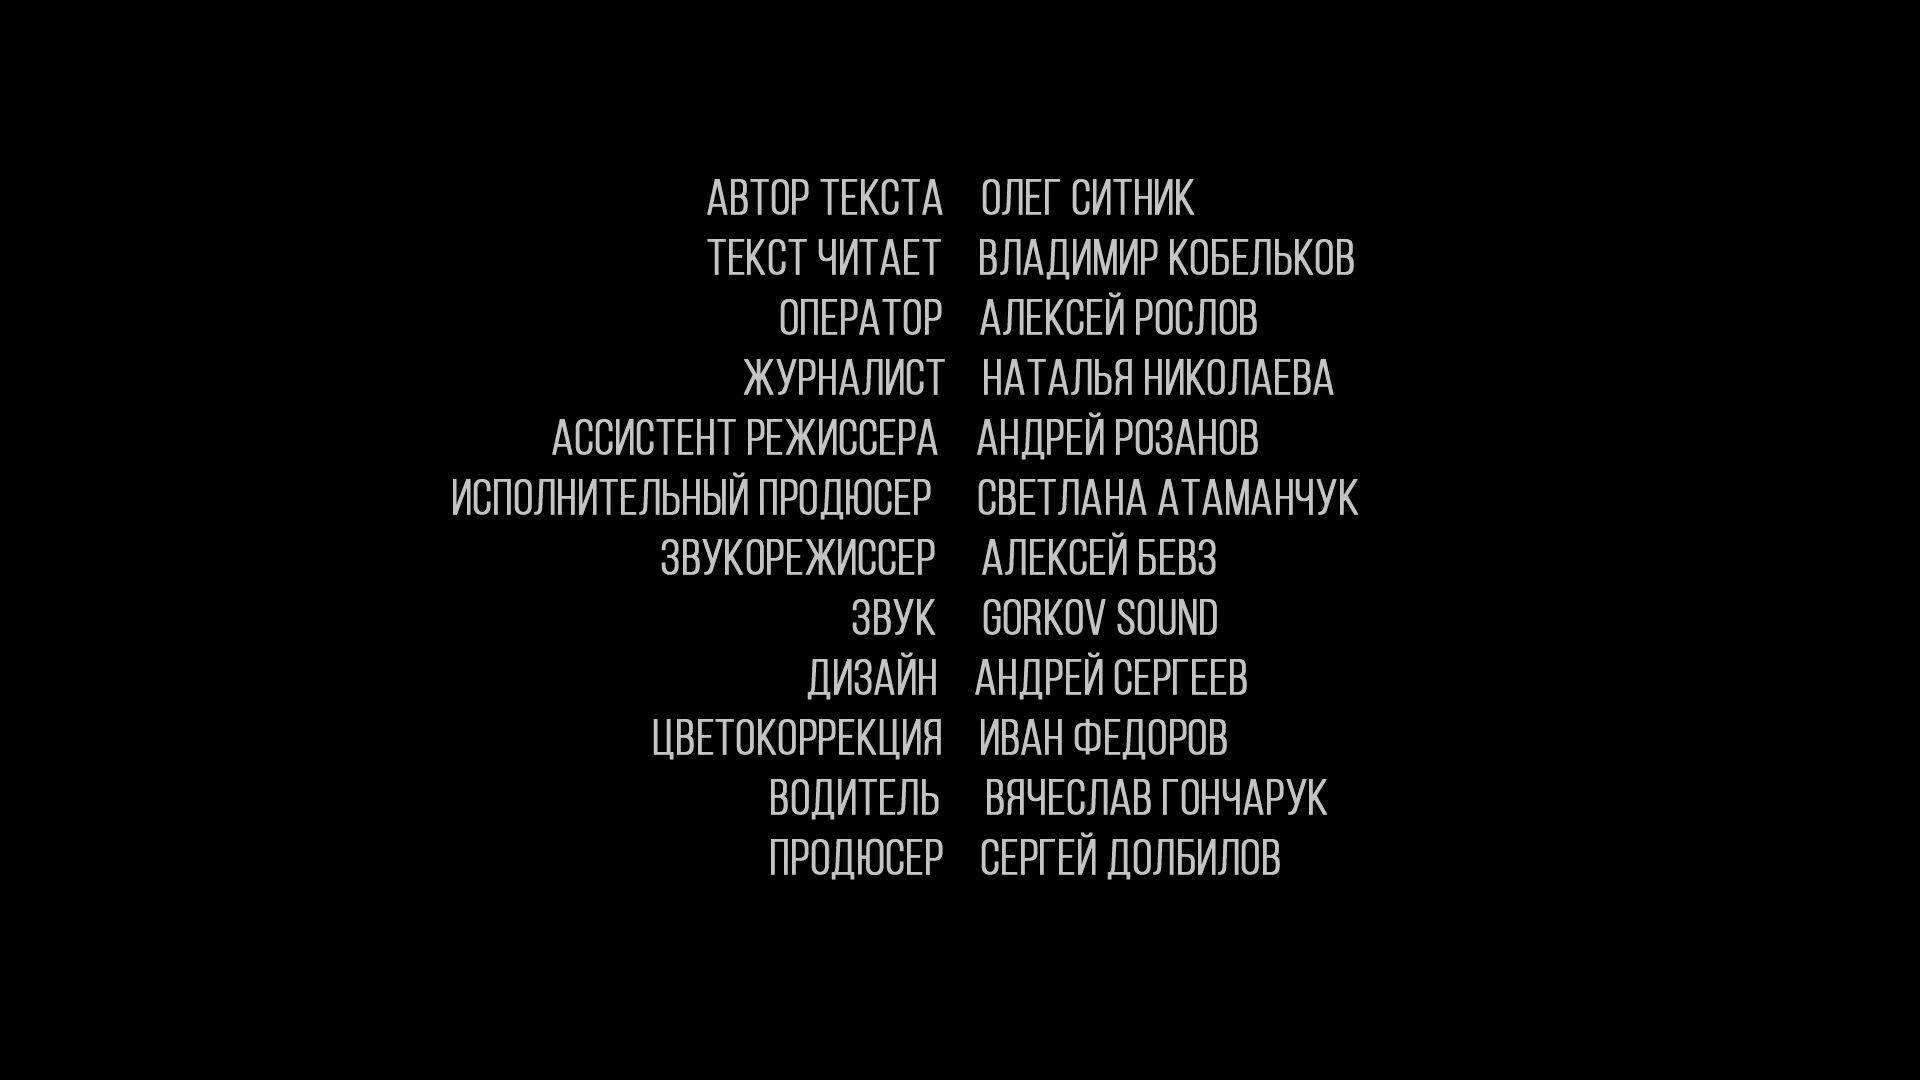 АВТОР ТЕКСТА ОЛЕГ СИТНИК
ТЕКСТ ЧИТАЕТ ВЛАДИМИР КОБЕЛЬКОВ
ОПЕРАТОР АЛЕКСЕЙ РОСЛОВ
ЖУРНАЛИСТ НАТАЛЬЯ НИКОЛАЕВА
АССИСТЕНТ РЕЖИССЕРА АНДРЕЙ РОЗАНОВ
ИСПОЛНИТЕЛЬНЫЙ ПРОДЮСЕР СВЕТЛАНА АТАМАНЧУК
ЗВУКОРЕЖИССЕР АЛЕКСЕЙ БЕВЗ
ЗВУК GORKOV SOUND
ДИЗАЙН АНДРЕЙ СЕРГЕЕВ
ЦВЕТОКОРРЕКЦИЯ ИВАН ФЕДОРОВ
ВОДИТЕЛЬ ВЯЧЕСЛАВ ГОНЧАРУК
ПРОДЮСЕР СЕРГЕЙ ДОЛБИЛОВ